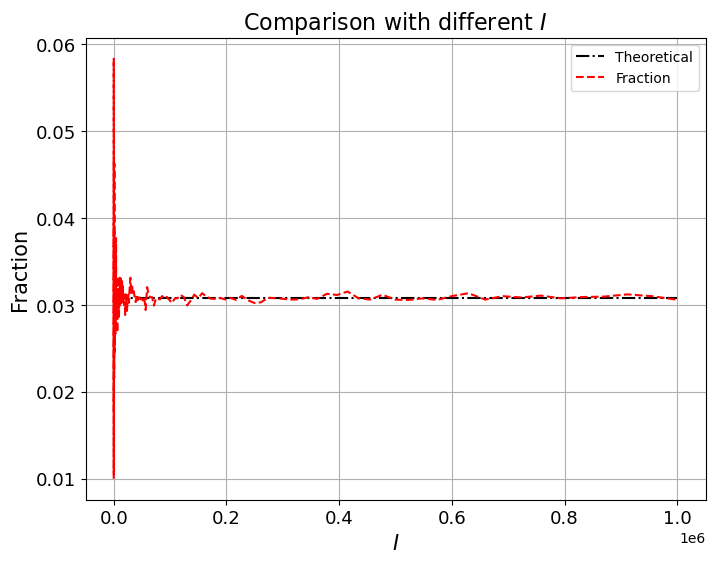 Comparison with different I
Theoretical
Fraction
Fraction
0.06
0.05
0.04
0.03
0.02
0.01
0.0 0.2 0.4 0.6 0.8 1.0
1e6
I